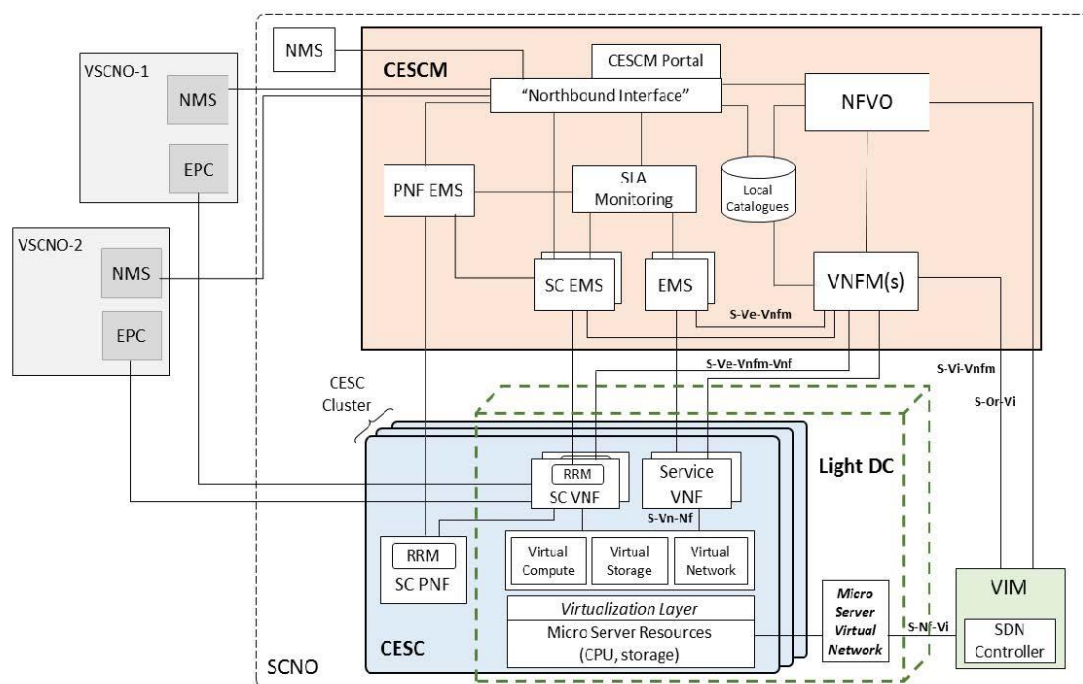 VSCNO-1
NMS
EPC
VSCNO-2
NMS
EPC
NMS
CESCM
CESCM Portal
"Northbound Interface"
NFVO
PNF EMS
SLA
Monitoring
Local
Catalogues
SC EMS
EMS
VNFM(s)
S-Ve-Vnfm
S-Ve-Vnfm-Vnf
S-Vi-Vnfm
S-Or-Vi
CESC
Cluster
Light DC
RRM
SC VNF
Service
VNF
S-Vn-Nf
RRM
SC PNF
Virtual
Compute
Virtual
Storage
Virtual
Network
Virtualization Layer
Micro Server Resources
(CPU, storage)
Micro
Server
Virtual
Network
S-Nf-Vi
VIM
SDN
Controller
CESC
SCNO